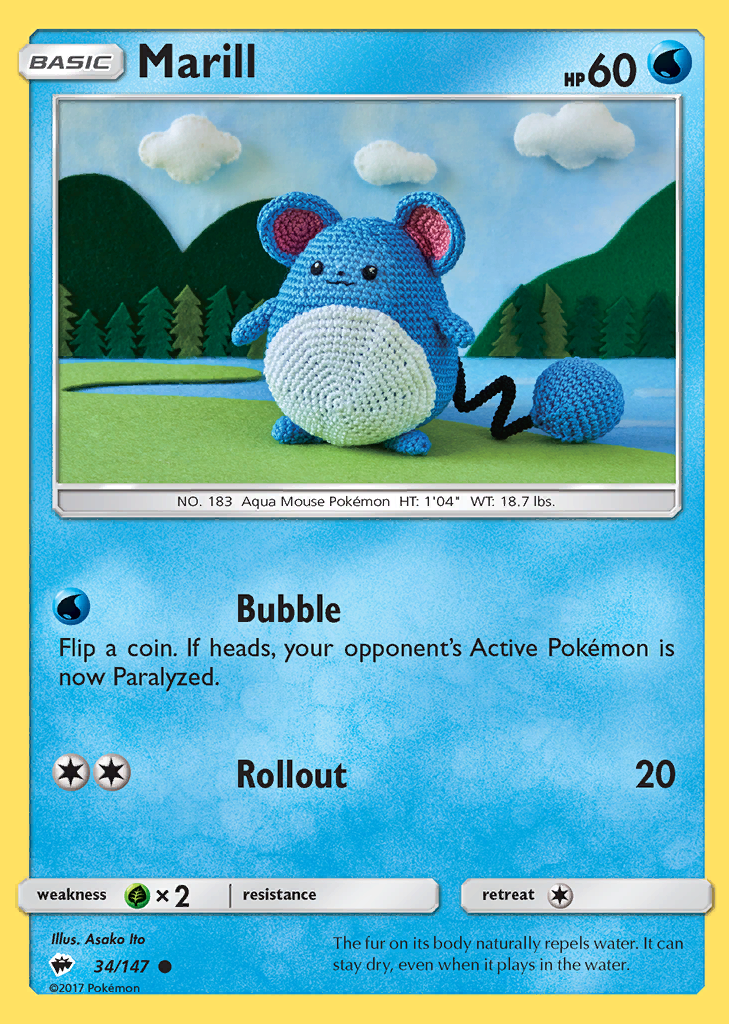 BASIC Marill HP60
NO. 183 Aqua Mouse Pokémon HT: 1'04" WT: 18.7 lbs.
Bubble
Flip a coin. If heads, your opponent's Active Pokémon is
now Paralyzed.
Rollout 20
weakness × 2 resistance retreat
Illus. Asako Ito
34/147
©2017 Pokémon
The fur on its body naturally repels water. It can
stay dry, even when it plays in the water.